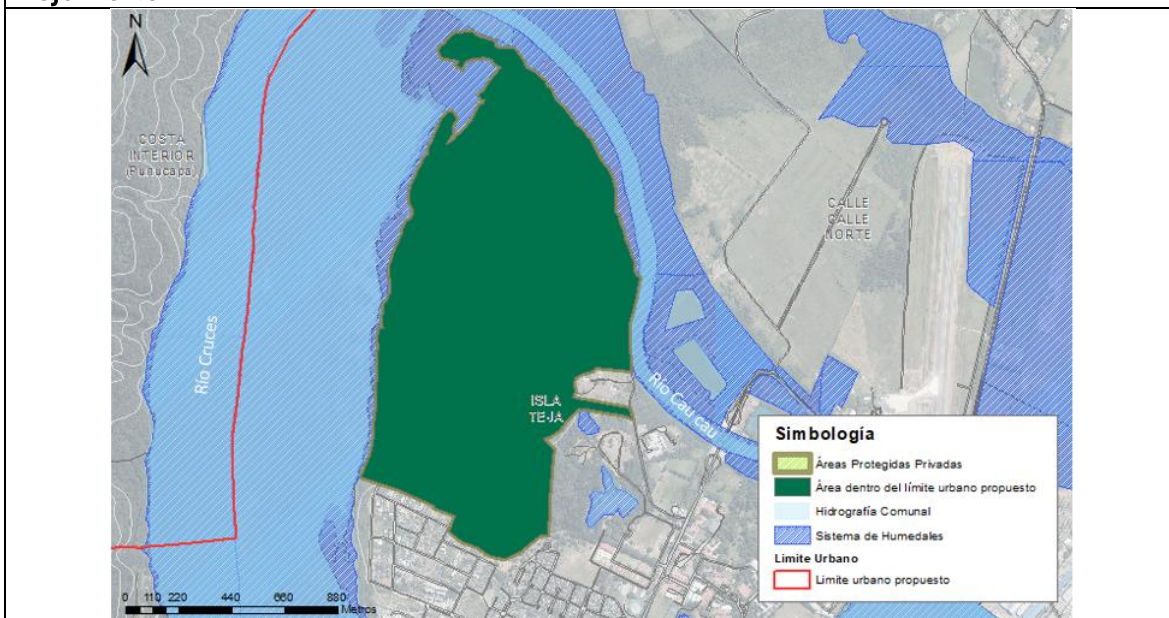 N
COSTA
INTERIOR
(Punucapa)
Río Cruces
CALLE
CALLE
NORTE
ISLA
TEJA
Río Cau cau
Simbología
Áreas Protegidas Privadas
Área dentro del límite urbano propuesto
Hidrografía Comunal
Sistema de Humedales
Limite Urbano
Limite urbano propuesto
0 110 220 440 660 880
Metros